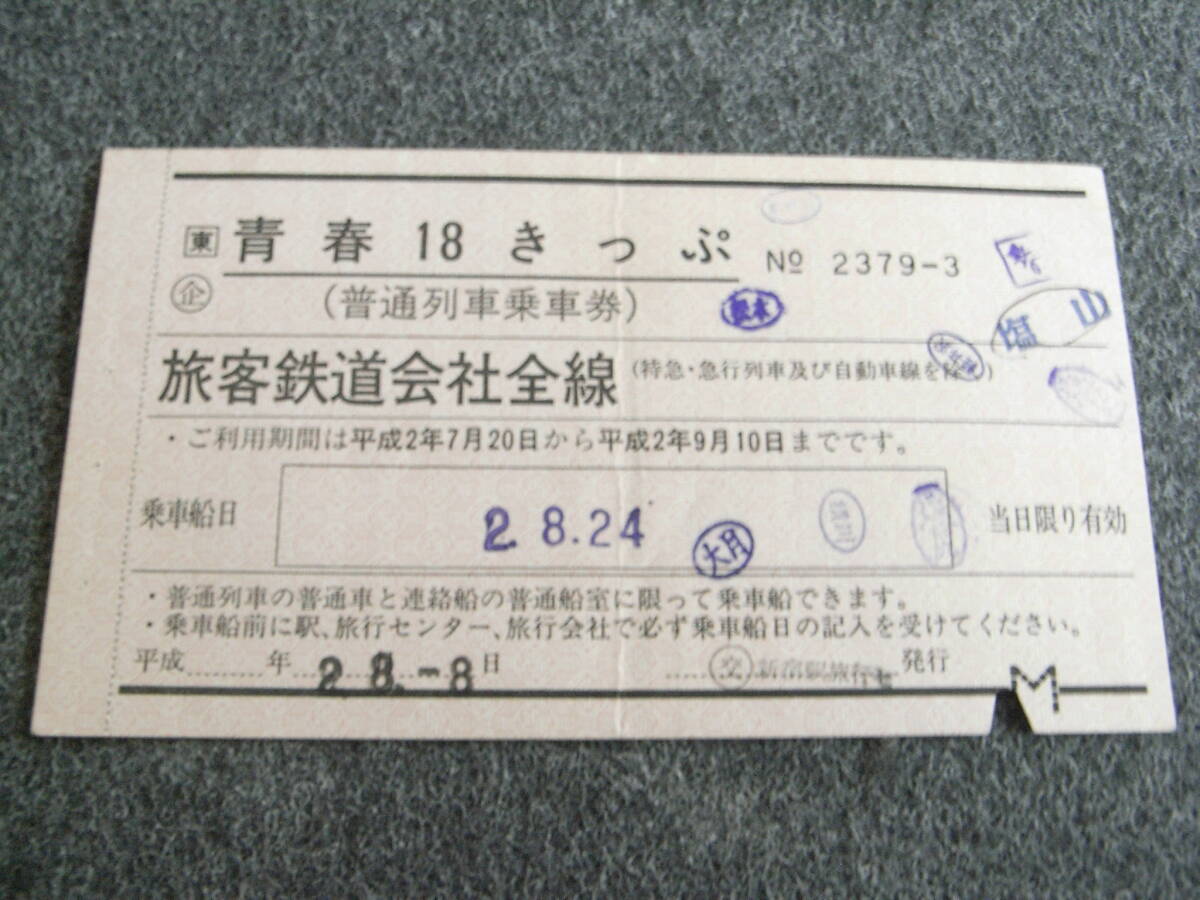 東 青春18きっぷ № 2379-3
企 (普通列車乗車券)
塩山
旅客鉄道会社全線 (特急・急行列車及び自動車線を除く)
・ご利用期間は平成2年7月20日から平成2年9月10日までです。
乗車船日 2.8.24 大月 当日限り有効
・普通列車の普通車と連絡船の普通船室に限って乗車船できます。
・乗車船前に駅、旅行センター、旅行会社で必ず乗車船日の記入を受けてください。
平成 年 2 8.-8 日 交 新宿駅旅行セ 発行